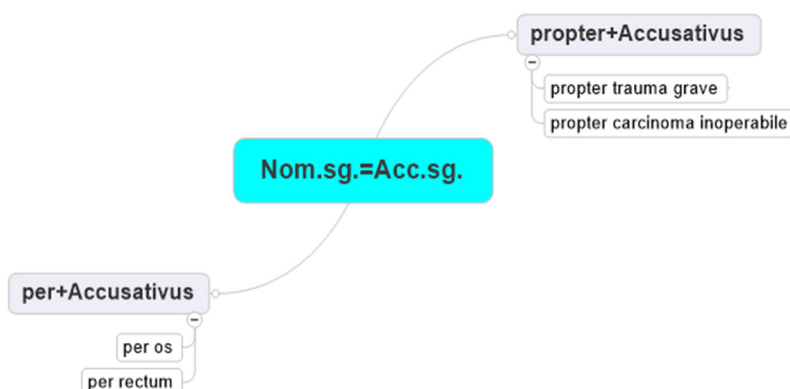 propter+Accusativus
propter trauma grave
propter carcinoma inoperabile
Nom.sg.=Acc.sg.
per+Accusativus
per os
per rectum